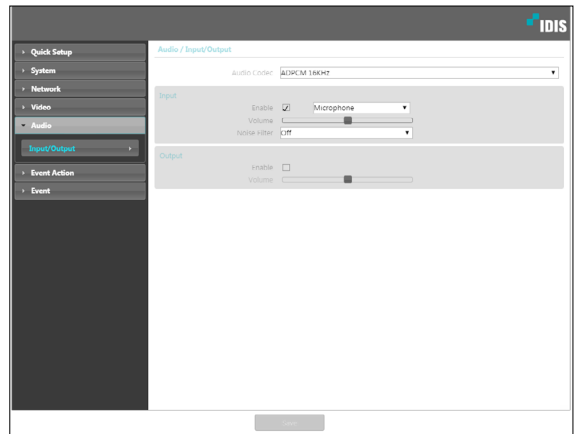 IDIS
Quick Setup
System
Network
Video
Audio
Input/Output
Event Action
Event
Audio / Input/Output
Audio Codec ADPCM 16KHz
Input
Enable Microphone
Volume
Noise Filter Off
Output
Enable
Volume